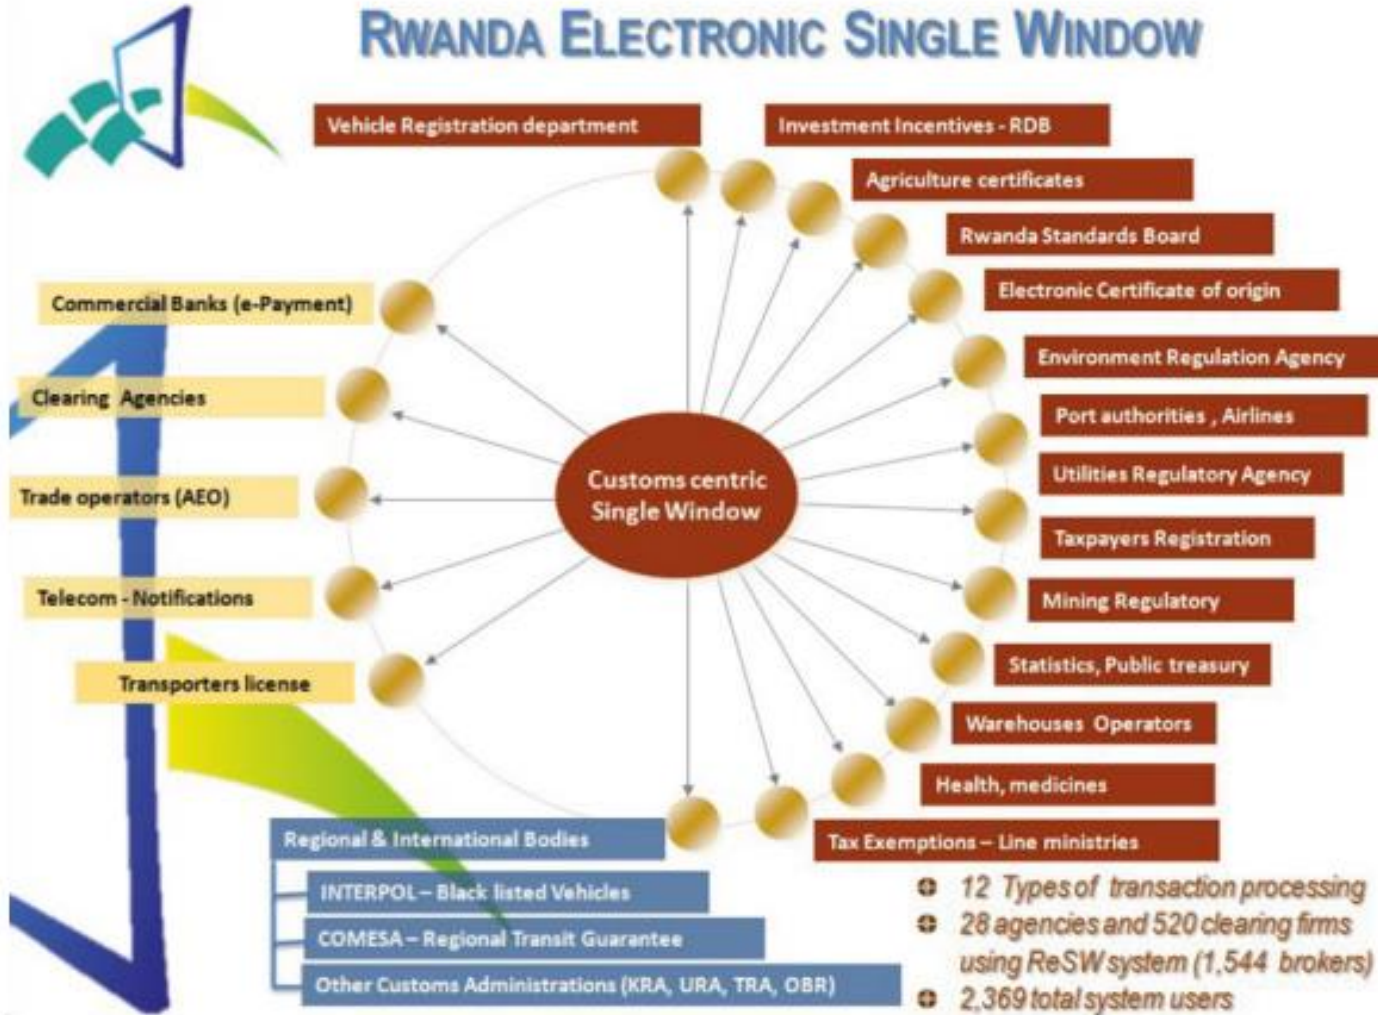 RWANDA ELECTRONIC SINGLE WINDOW
Vehicle Registration department
Investment Incentives - RDB
Agriculture certificates
Rwanda Standards Board
Electronic Certificate of origin
Environment Regulation Agency
Port authorities , Airlines
Utilities Regulatory Agency
Taxpayers Registration
Mining Regulatory
Statistics, Public treasury
Warehouses Operators
Health, medicines
Tax Exemptions – Line ministries
Commercial Banks (e-Payment)
Clearing Agencies
Trade operators (AEO)
Telecom - Notifications
Transporters license
Customs centric
Single Window
Regional & International Bodies
INTERPOL – Black listed Vehicles
COMESA – Regional Transit Guarantee
Other Customs Administrations (KRA, URA, TRA, OBR)
12 Types of transaction processing
28 agencies and 520 clearing firms
using ReSW system (1,544 brokers)
2,369 total system users